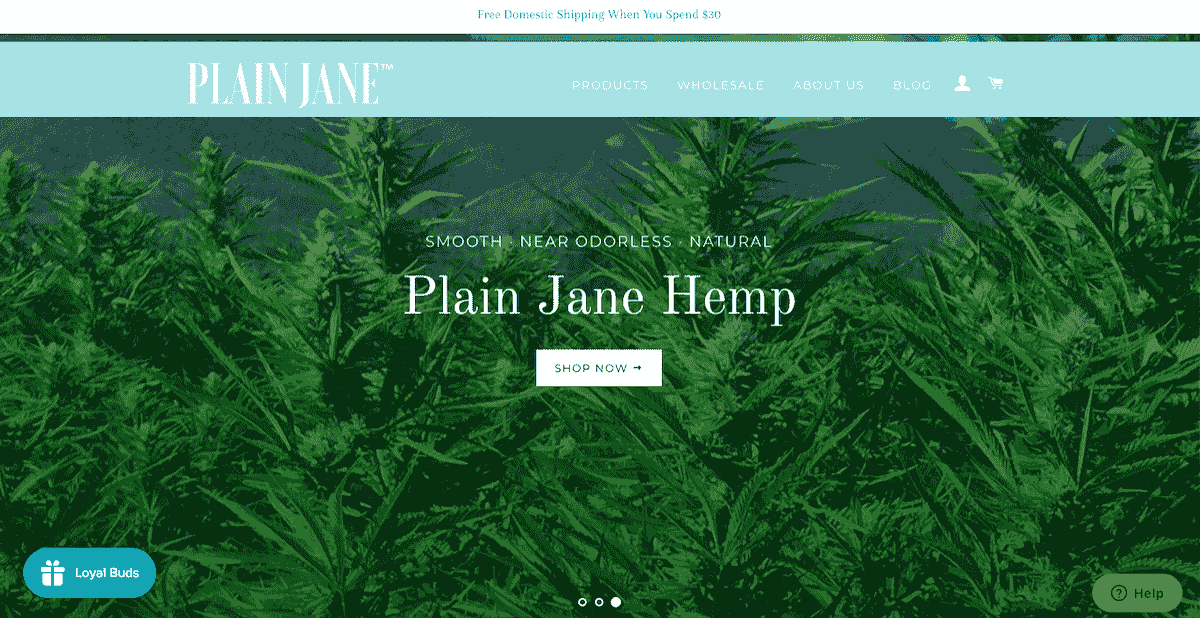 Free Domestic Shipping When You Spend $30
PLAIN JANE™
PRODUCTS WHOLESALE ABOUT US BLOG
SMOOTH · NEAR ODORLESS · NATURAL
Plain Jane Hemp
SHOP NOW →
Loyal Buds
? Help